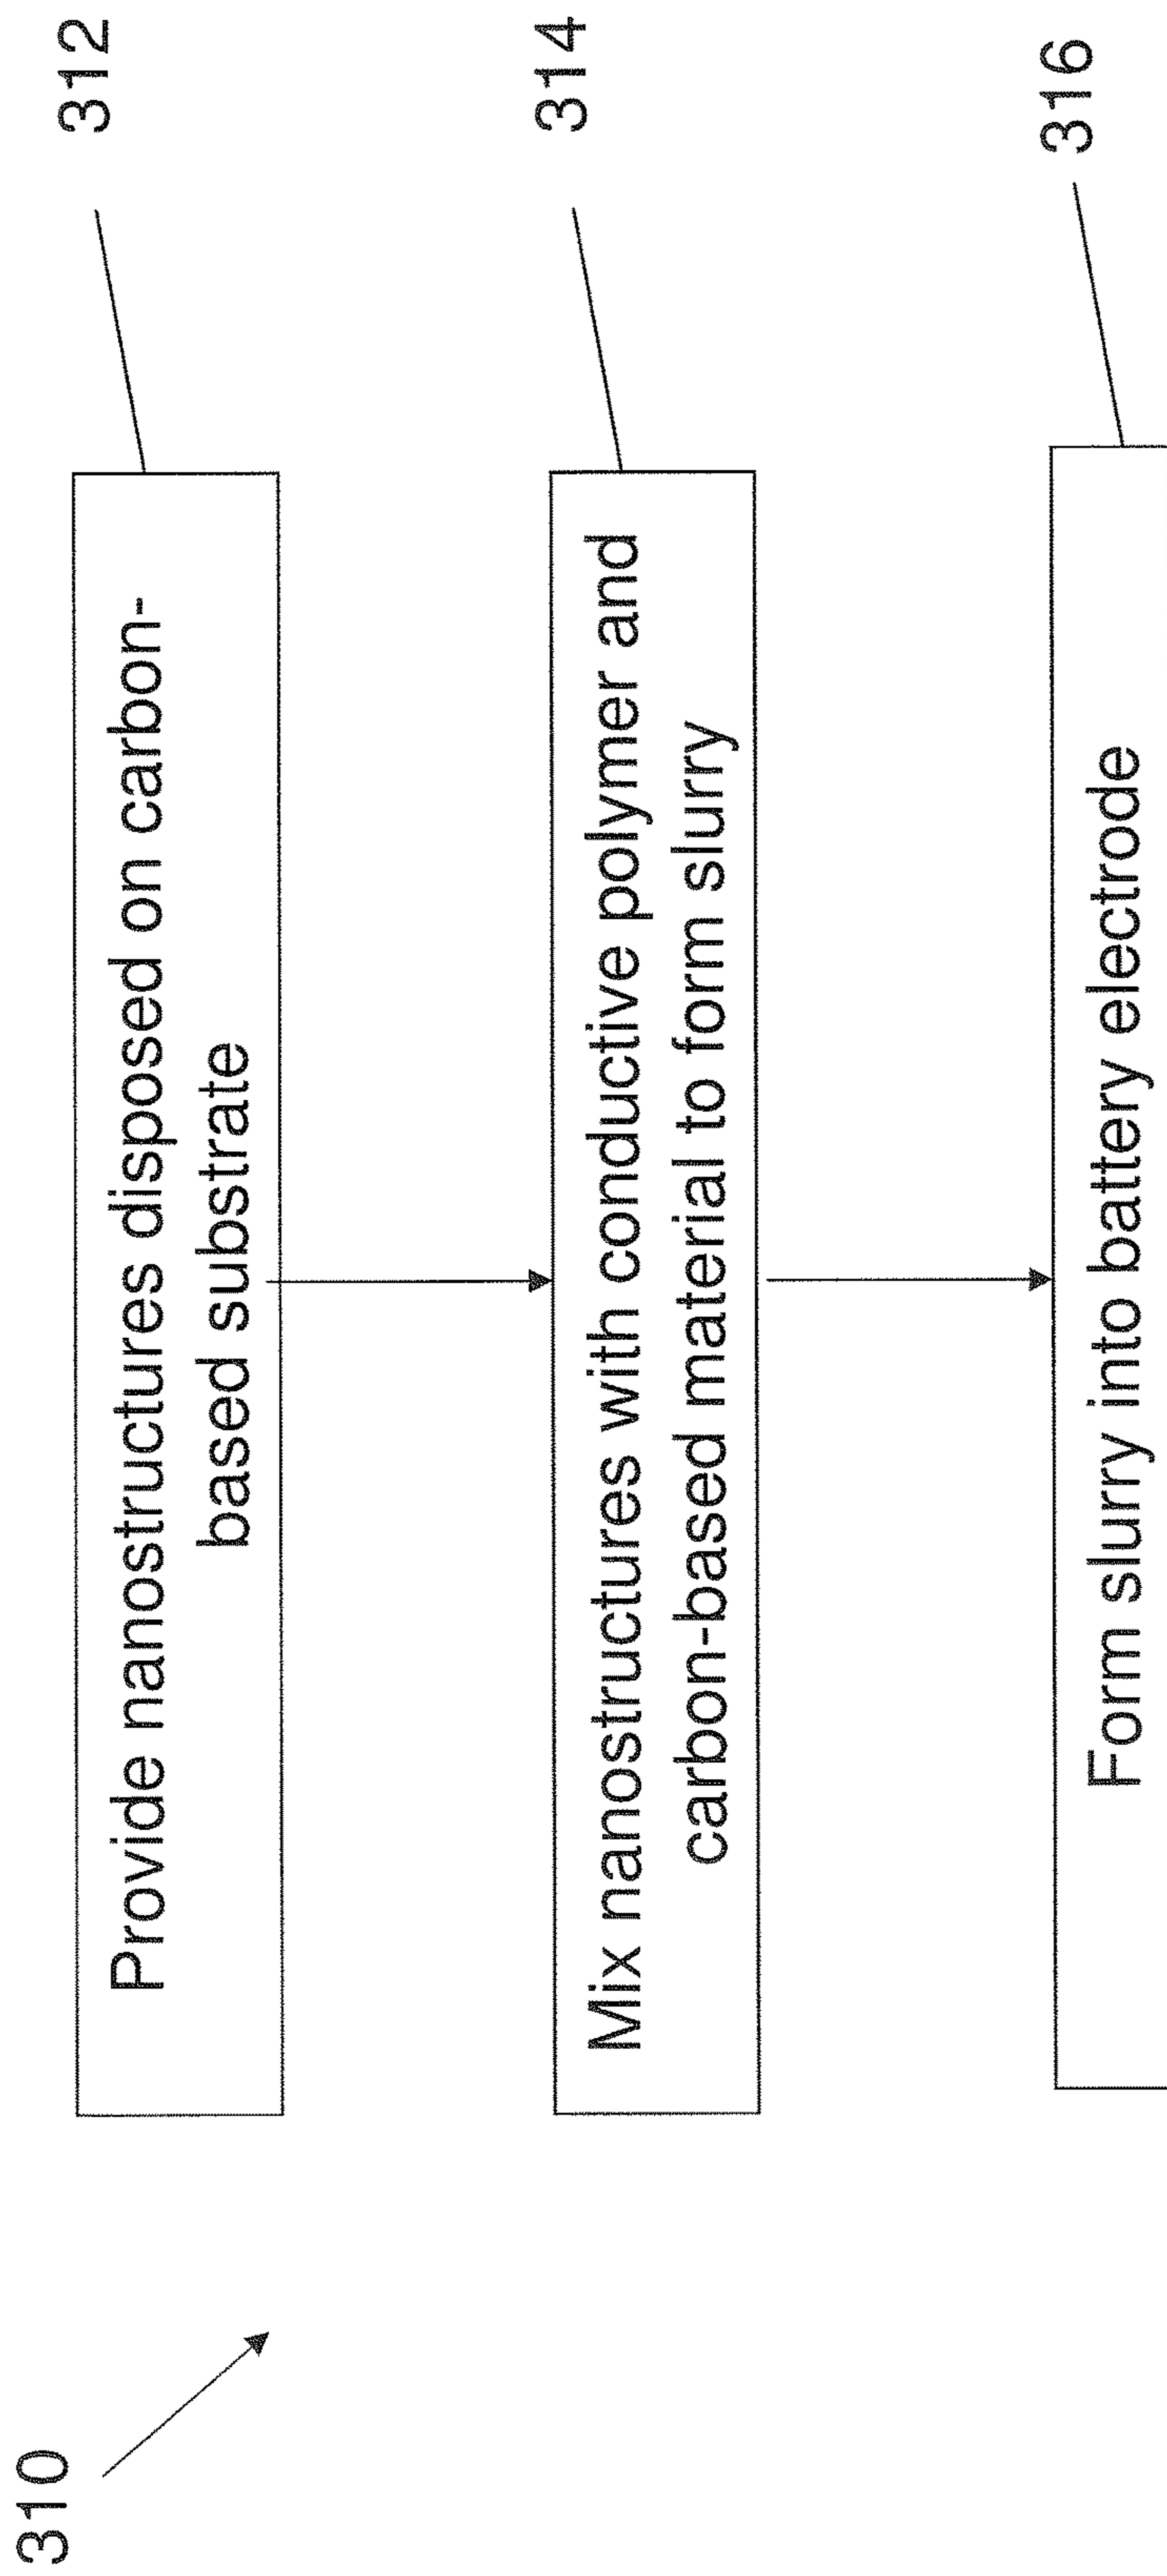 310
Provide nanostructures disposed on carbon-
based substrate
312
Mix nanostructures with conductive polymer and
carbon-based material to form slurry
314
Form slurry into battery electrode
316